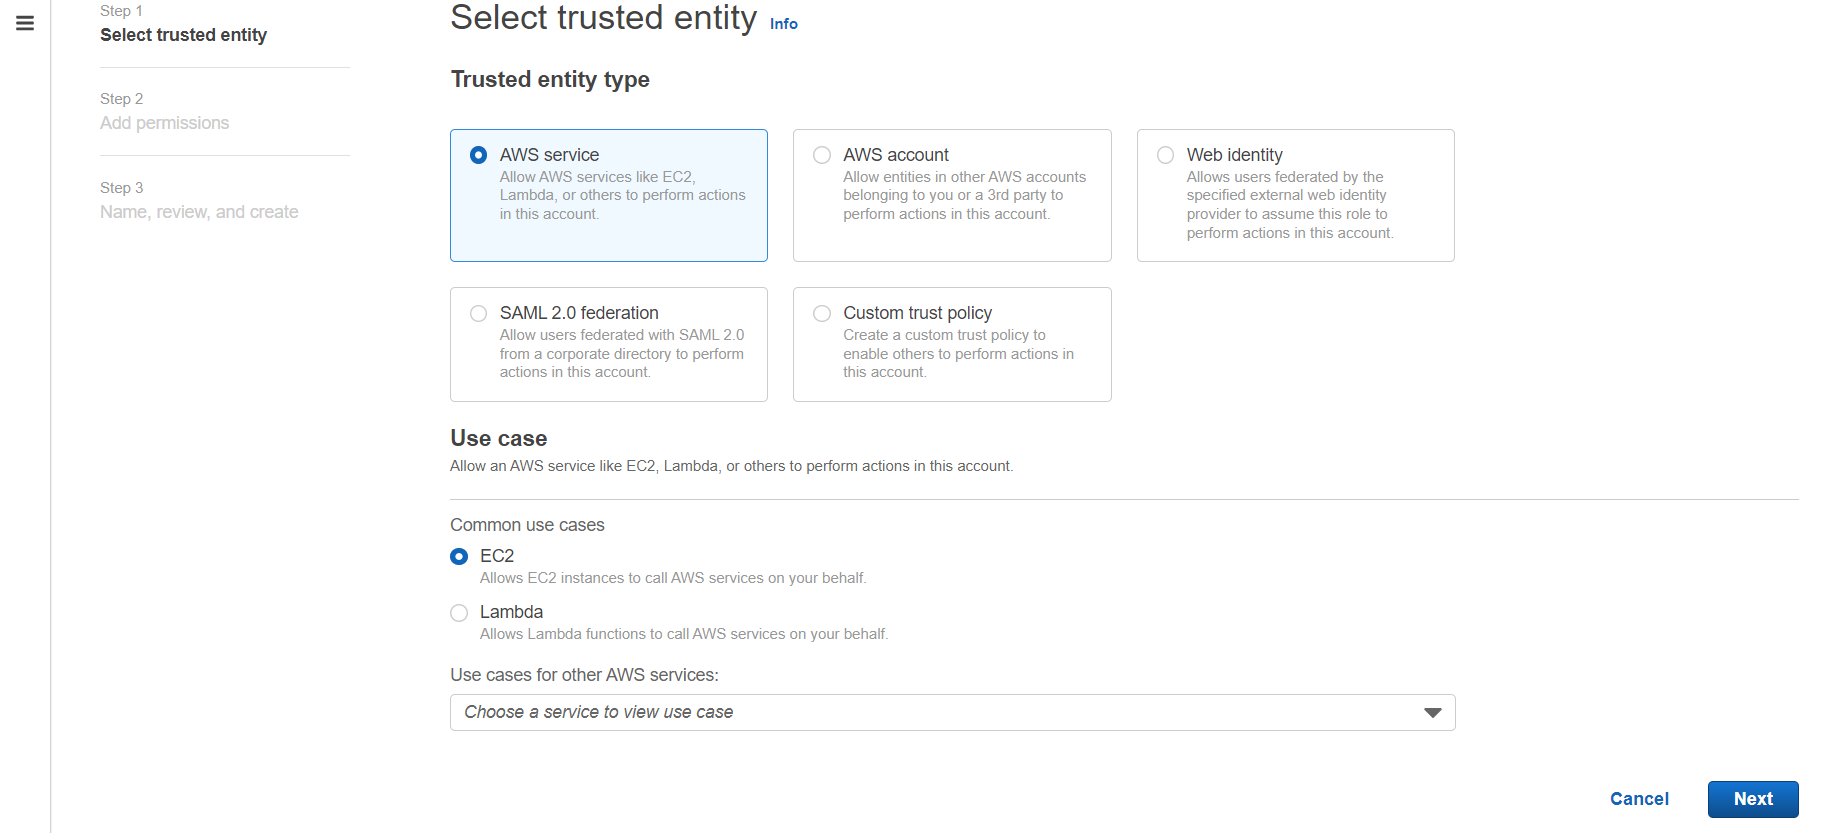 Step 1
Select trusted entity
Step 2
Add permissions
Step 3
Name, review, and create
Select trusted entity Info
Trusted entity type
AWS service
Allow AWS services like EC2,
Lambda, or others to perform actions
in this account.
AWS account
Allow entities in other AWS accounts
belonging to you or a 3rd party to
perform actions in this account.
Web identity
Allows users federated by the
specified external web identity
provider to assume this role to
perform actions in this account.
SAML 2.0 federation
Allow users federated with SAML 2.0
from a corporate directory to perform
actions in this account.
Custom trust policy
Create a custom trust policy to
enable others to perform actions in
this account.
Use case
Allow an AWS service like EC2, Lambda, or others to perform actions in this account.
Common use cases
EC2
Allows EC2 instances to call AWS services on your behalf.
Lambda
Allows Lambda functions to call AWS services on your behalf.
Use cases for other AWS services:
Choose a service to view use case
Cancel
Next